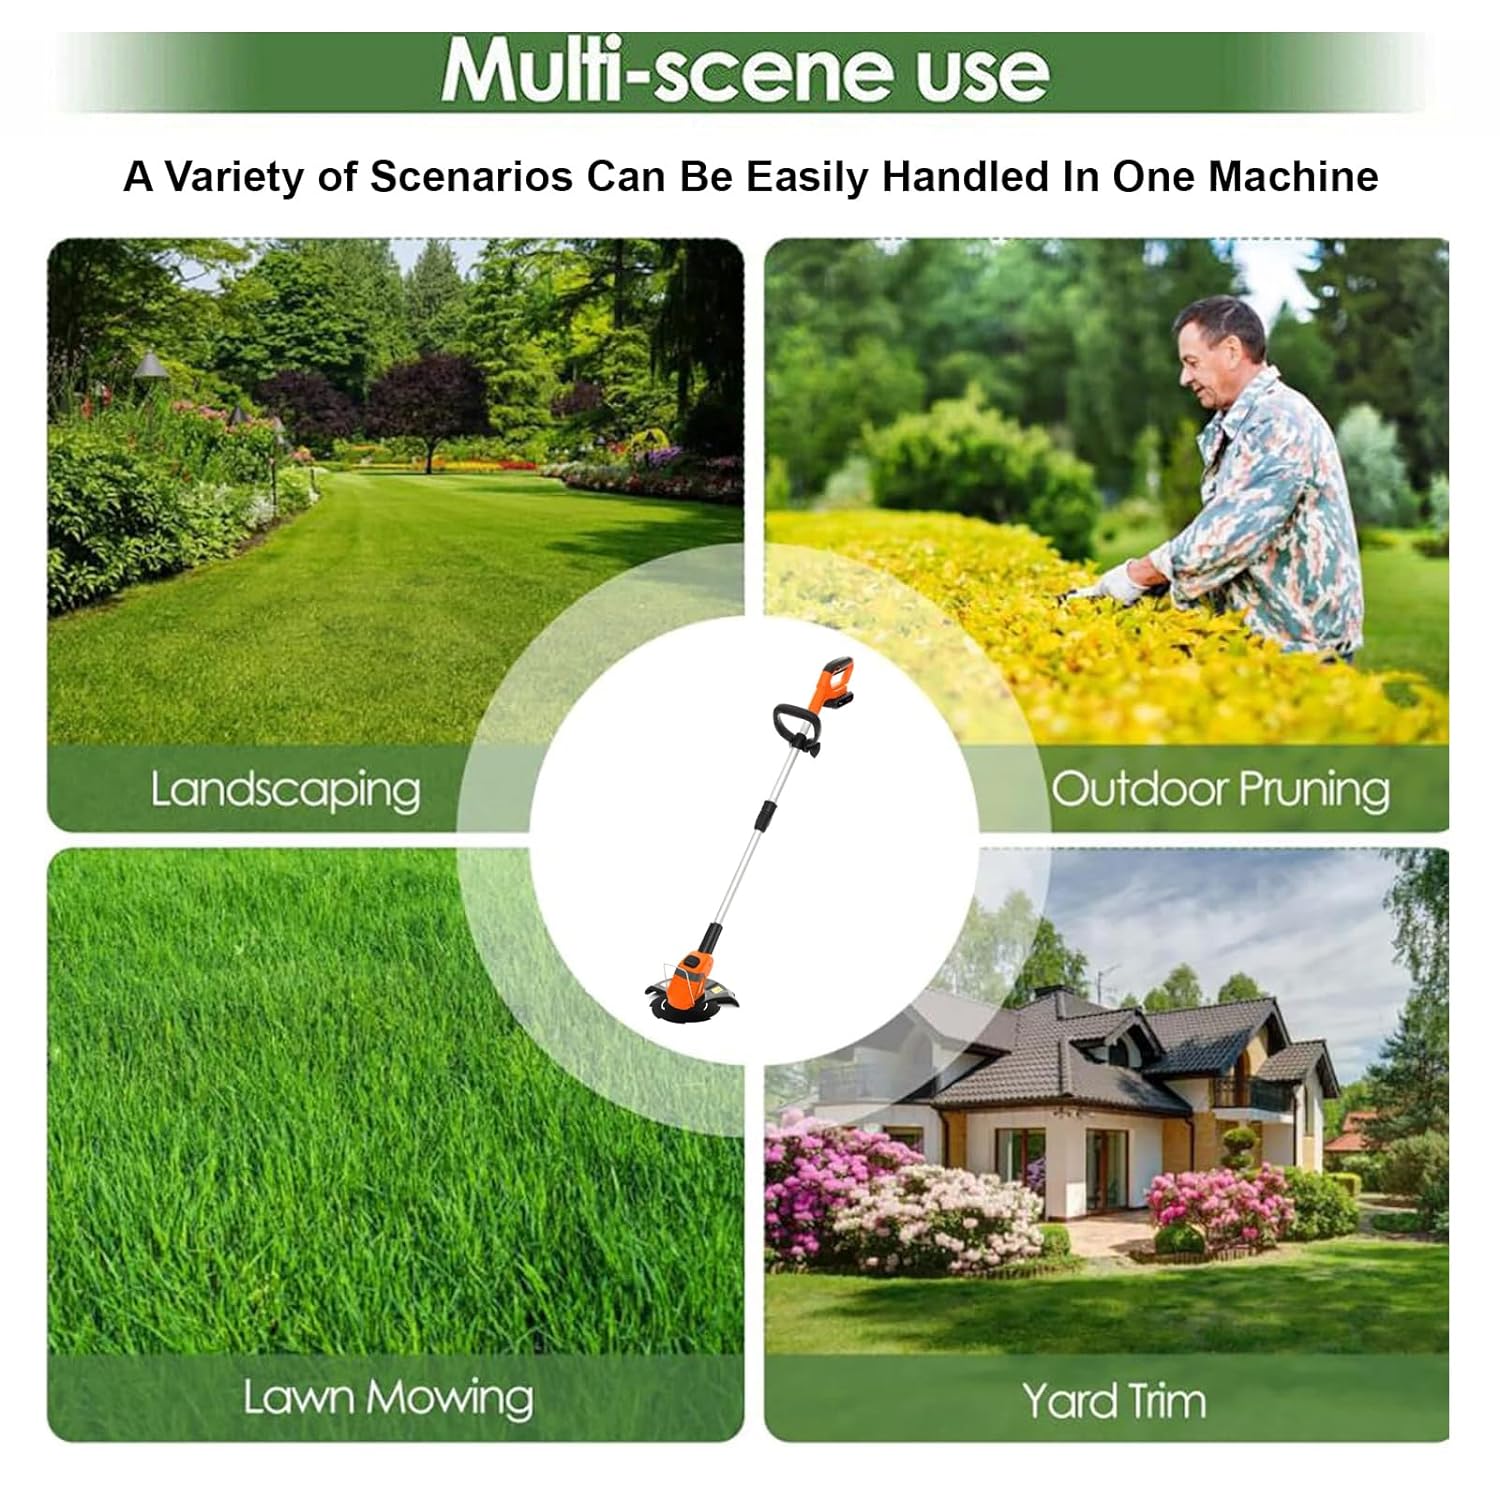 Multi-scene use
A Variety of Scenarios Can Be Easily Handled In One Machine
Landscaping
Outdoor Pruning
Lawn Mowing
Yard Trim